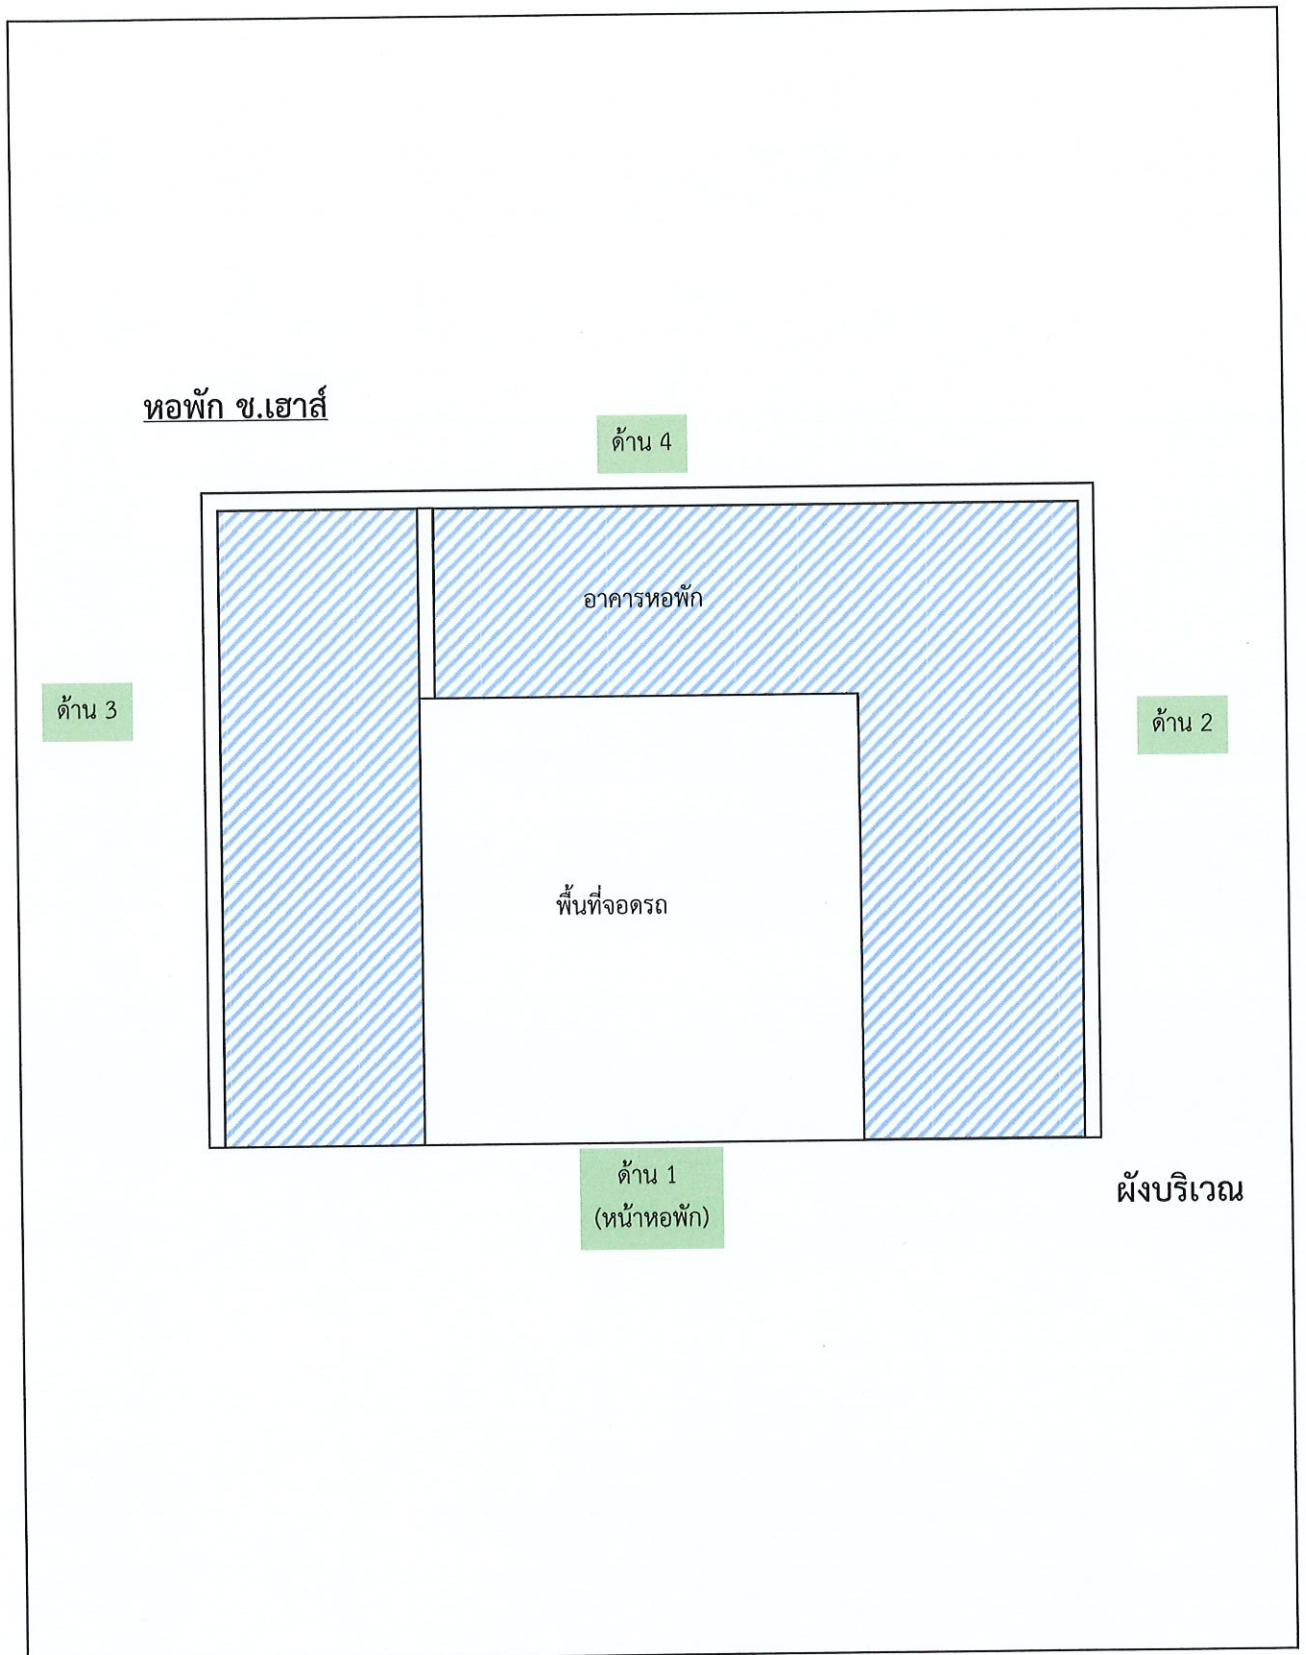 หอพัก ช.เฮาส์
ด้าน 4
อาคารหอพัก
ด้าน 3
ด้าน 2
พื้นที่จอดรถ
ด้าน 1
(หน้าหอพัก)
ผังบริเวณ